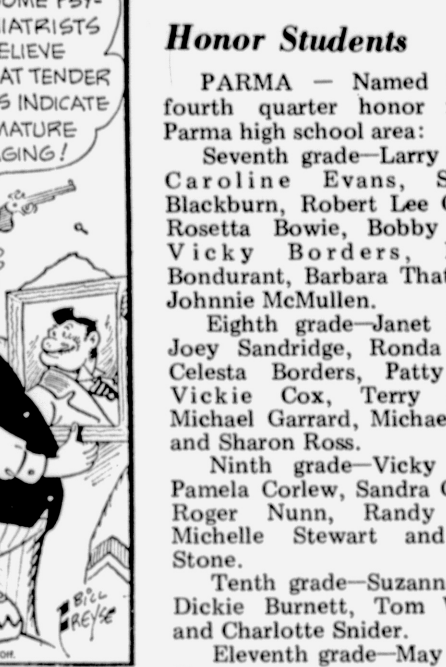 OME PSY-
IATRISTS
ELIEVE
AT TENDER
S INDICATE
MATURE
GING!
BILL
FREYSE
Off.
Honor Students
PARMA — Named
fourth quarter honor
Parma high school area:
Seventh grade—Larry
Caroline Evans, S
Blackburn, Robert Lee
Rosetta Bowie, Bobby
Vicky Borders,
Bondurant, Barbara That
Johnnie McMullen.
Eighth grade—Janet
Joey Sandridge, Ronda
Celesta Borders, Patty
Vickie Cox, Terry
Michael Garrard, Michae
and Sharon Ross.
Ninth grade—Vicky
Pamela Corlew, Sandra
Roger Nunn, Randy
Michelle Stewart and
Stone.
Tenth grade—Suzann
Dickie Burnett, Tom
and Charlotte Snider.
Eleventh grade—May